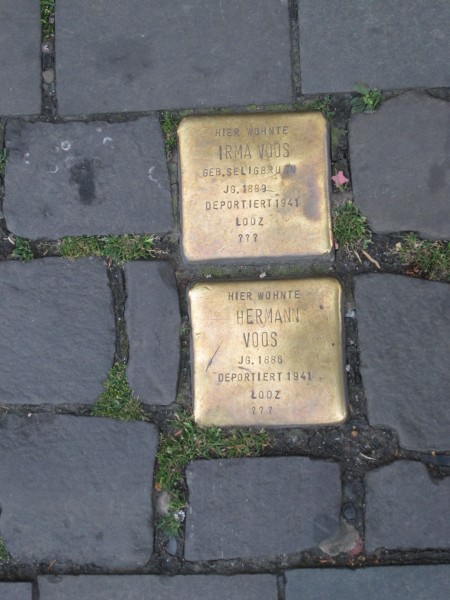 HIER WOHNTE
IRMA VOOS
GEB. SELIGBRUNN
JG. 1889
DEPORTIERT 1941
LODZ
???
HIER WOHNTE
HERMANN
VOOS
JG. 1886
DEPORTIERT 1941
LODZ
???